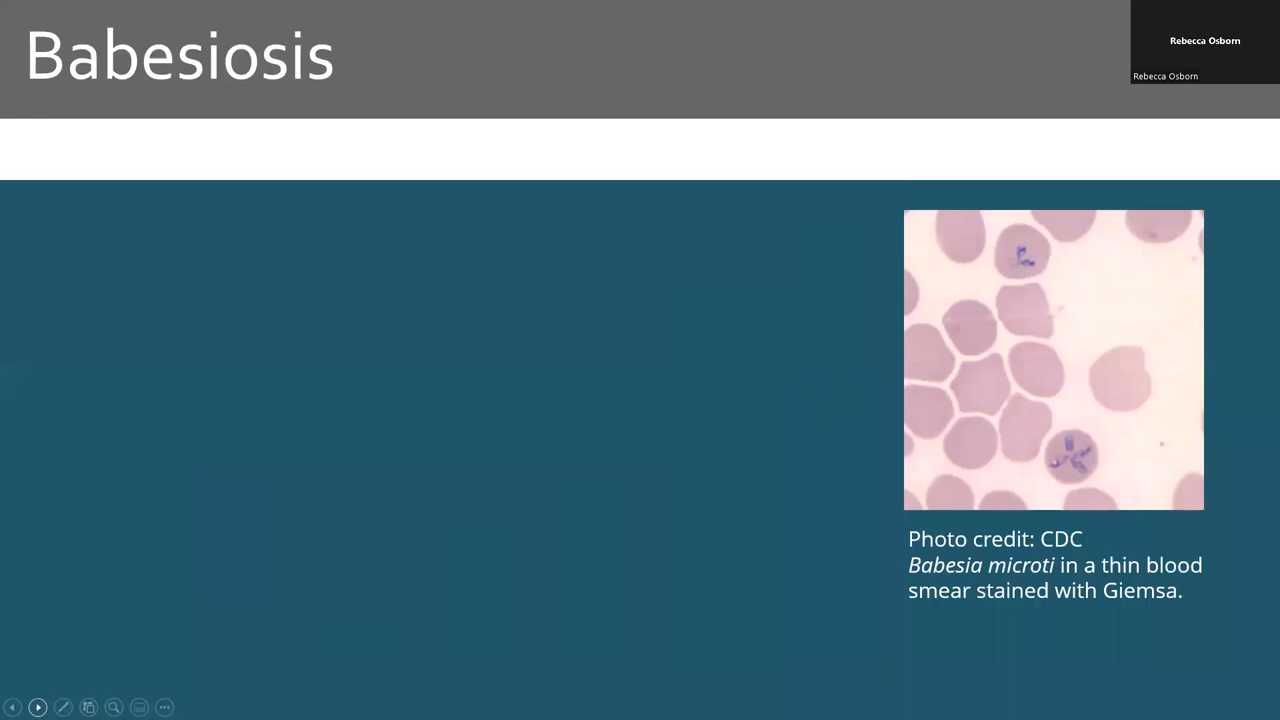 Babesiosis
Rebecca Osborn
Rebecca Osborn
Photo credit: CDC
Babesia microti in a thin blood
smear stained with Giemsa.